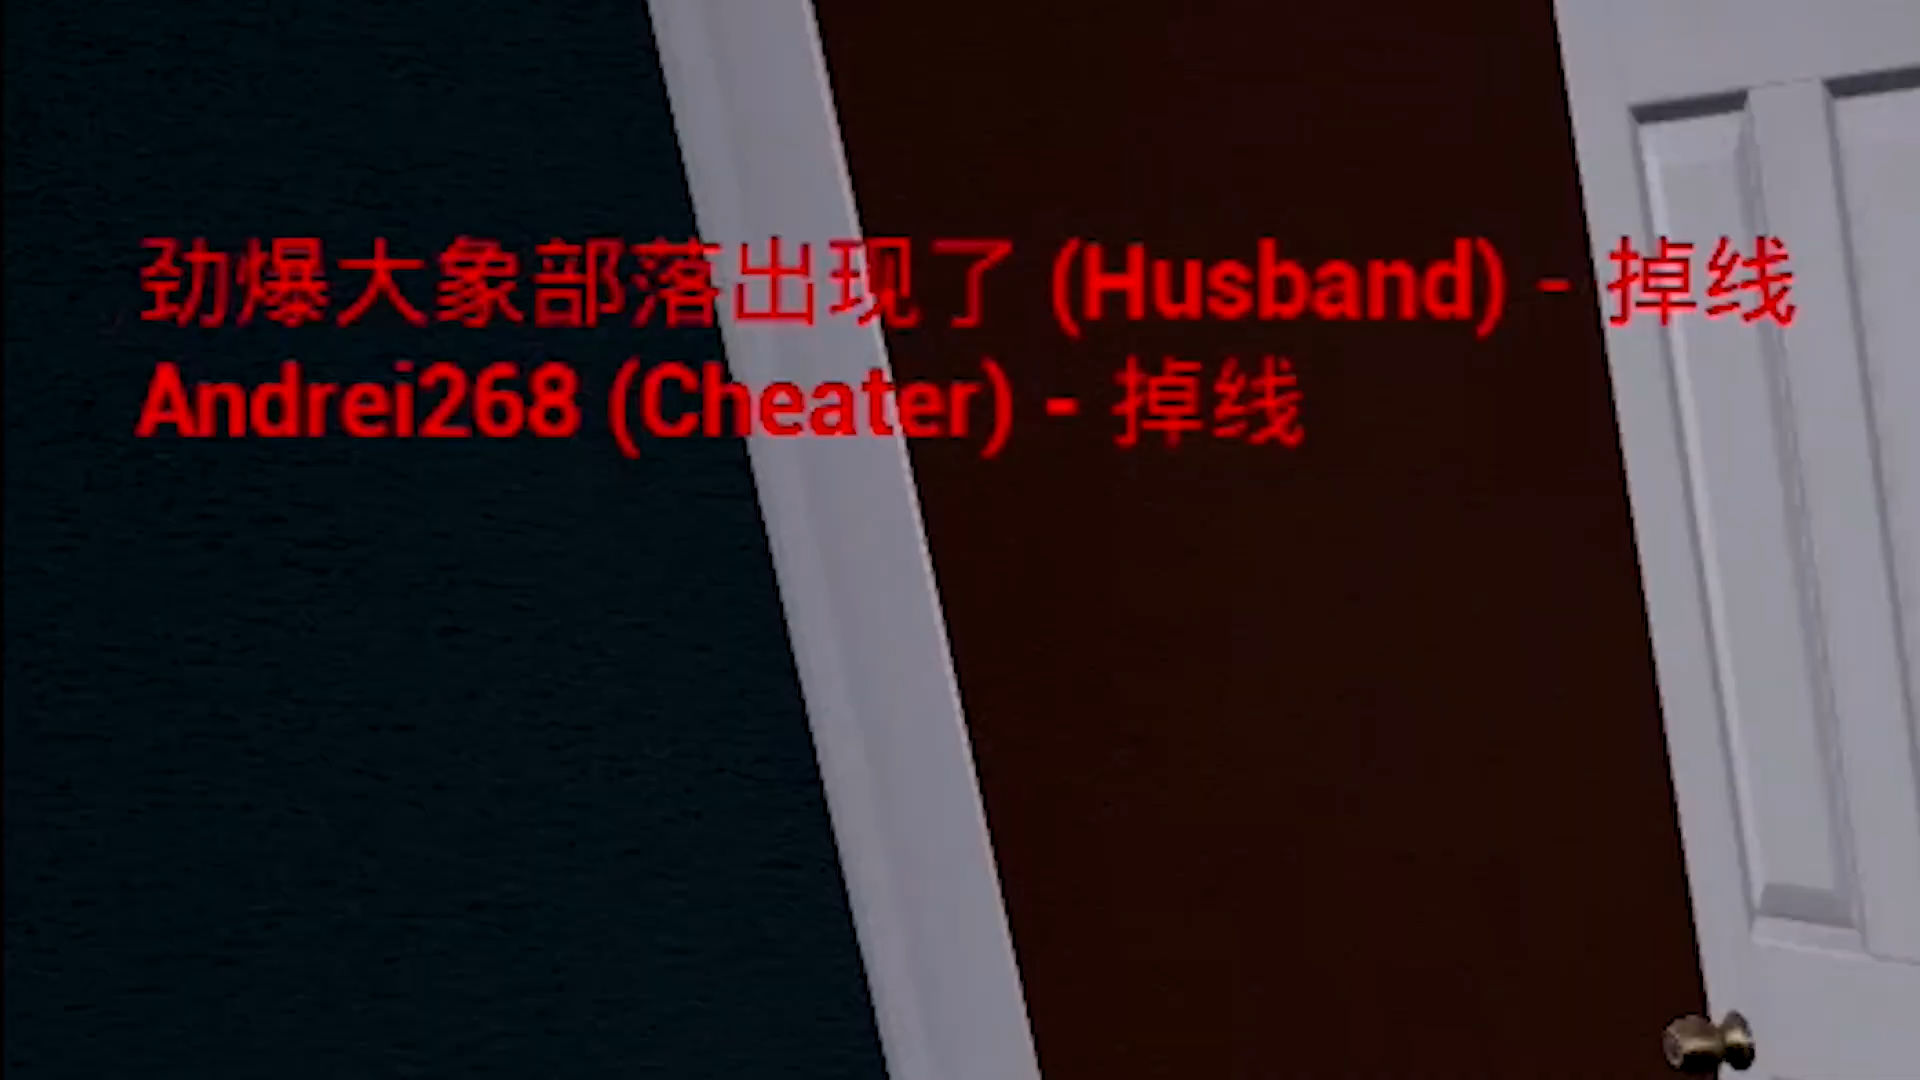 劲爆大象部落出现了 (Husband) - 掉线
Andrei268 (Cheater) - 掉线